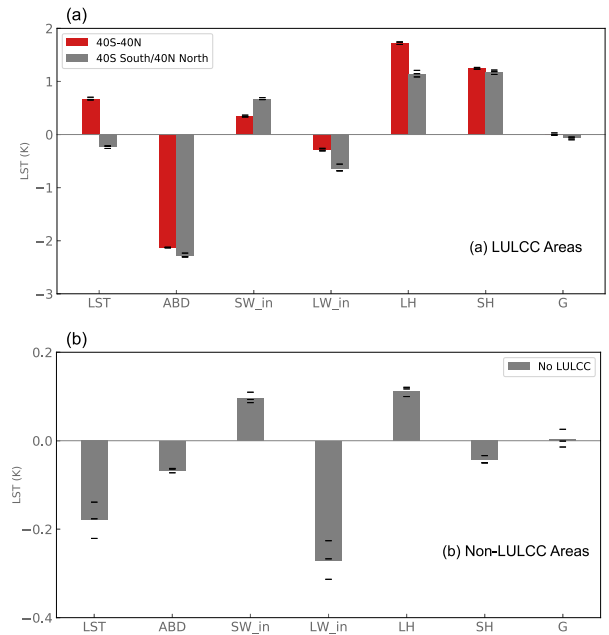 (a)
2
1
0
−1
−2
−3
LST (K)
40S-40N
40S South/40N North
(a) LULCC Areas
LST ABD SW_in LW_in LH SH G
(b)
0.2
0.0
−0.2
−0.4
LST (K)
No LULCC
(b) Non-LULCC Areas
LST ABD SW_in LW_in LH SH G